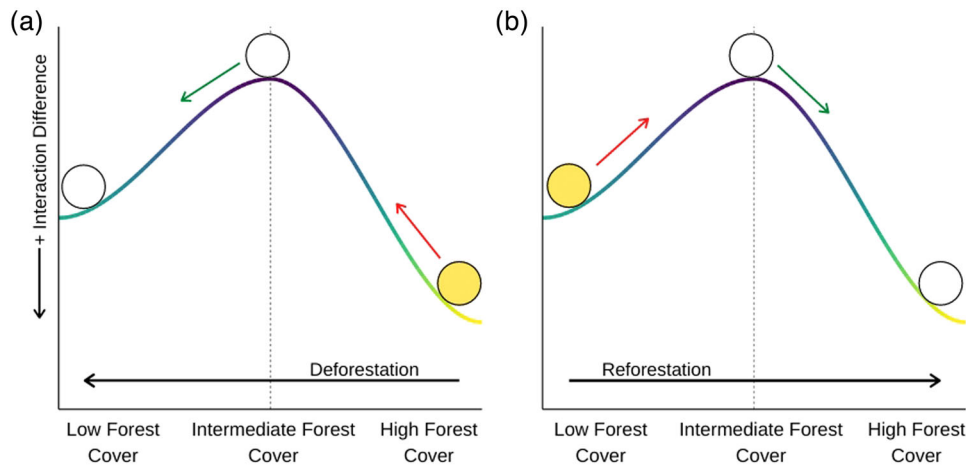 (a)
+ Interaction Difference
Deforestation
Low Forest
Cover
Intermediate Forest
Cover
High Forest
Cover
(b)
Reforestation
Low Forest
Cover
Intermediate Forest
Cover
High Forest
Cover